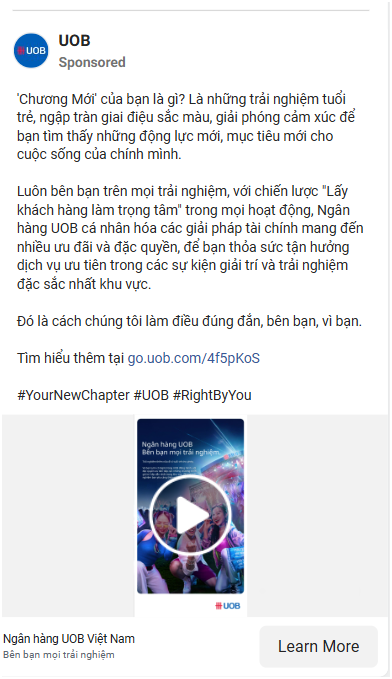 UOB
UOB
Sponsored
'Chương Mới' của bạn là gì? Là những trải nghiệm tuổi
trẻ, ngập tràn giai điệu sắc màu, giải phóng cảm xúc để
bạn tìm thấy những động lực mới, mục tiêu mới cho
cuộc sống của chính mình.
Luôn bên bạn trên mọi trải nghiệm, với chiến lược "Lấy
khách hàng làm trọng tâm" trong mọi hoạt động, Ngân
hàng UOB cá nhân hóa các giải pháp tài chính mang đến
nhiều ưu đãi và đặc quyền, để bạn thỏa sức tận hưởng
dịch vụ ưu tiên trong các sự kiện giải trí và trải nghiệm
đặc sắc nhất khu vực.
Đó là cách chúng tôi làm điều đúng đắn, bên bạn, vì bạn.
Tìm hiểu thêm tại go.uob.com/4f5pKoS
#YourNewChapter #UOB #RightByYou
Ngân hàng UOB
Bên bạn mọi trải nghiệm.
UOB
Ngân hàng UOB Việt Nam
Bên bạn mọi trải nghiệm
Learn More